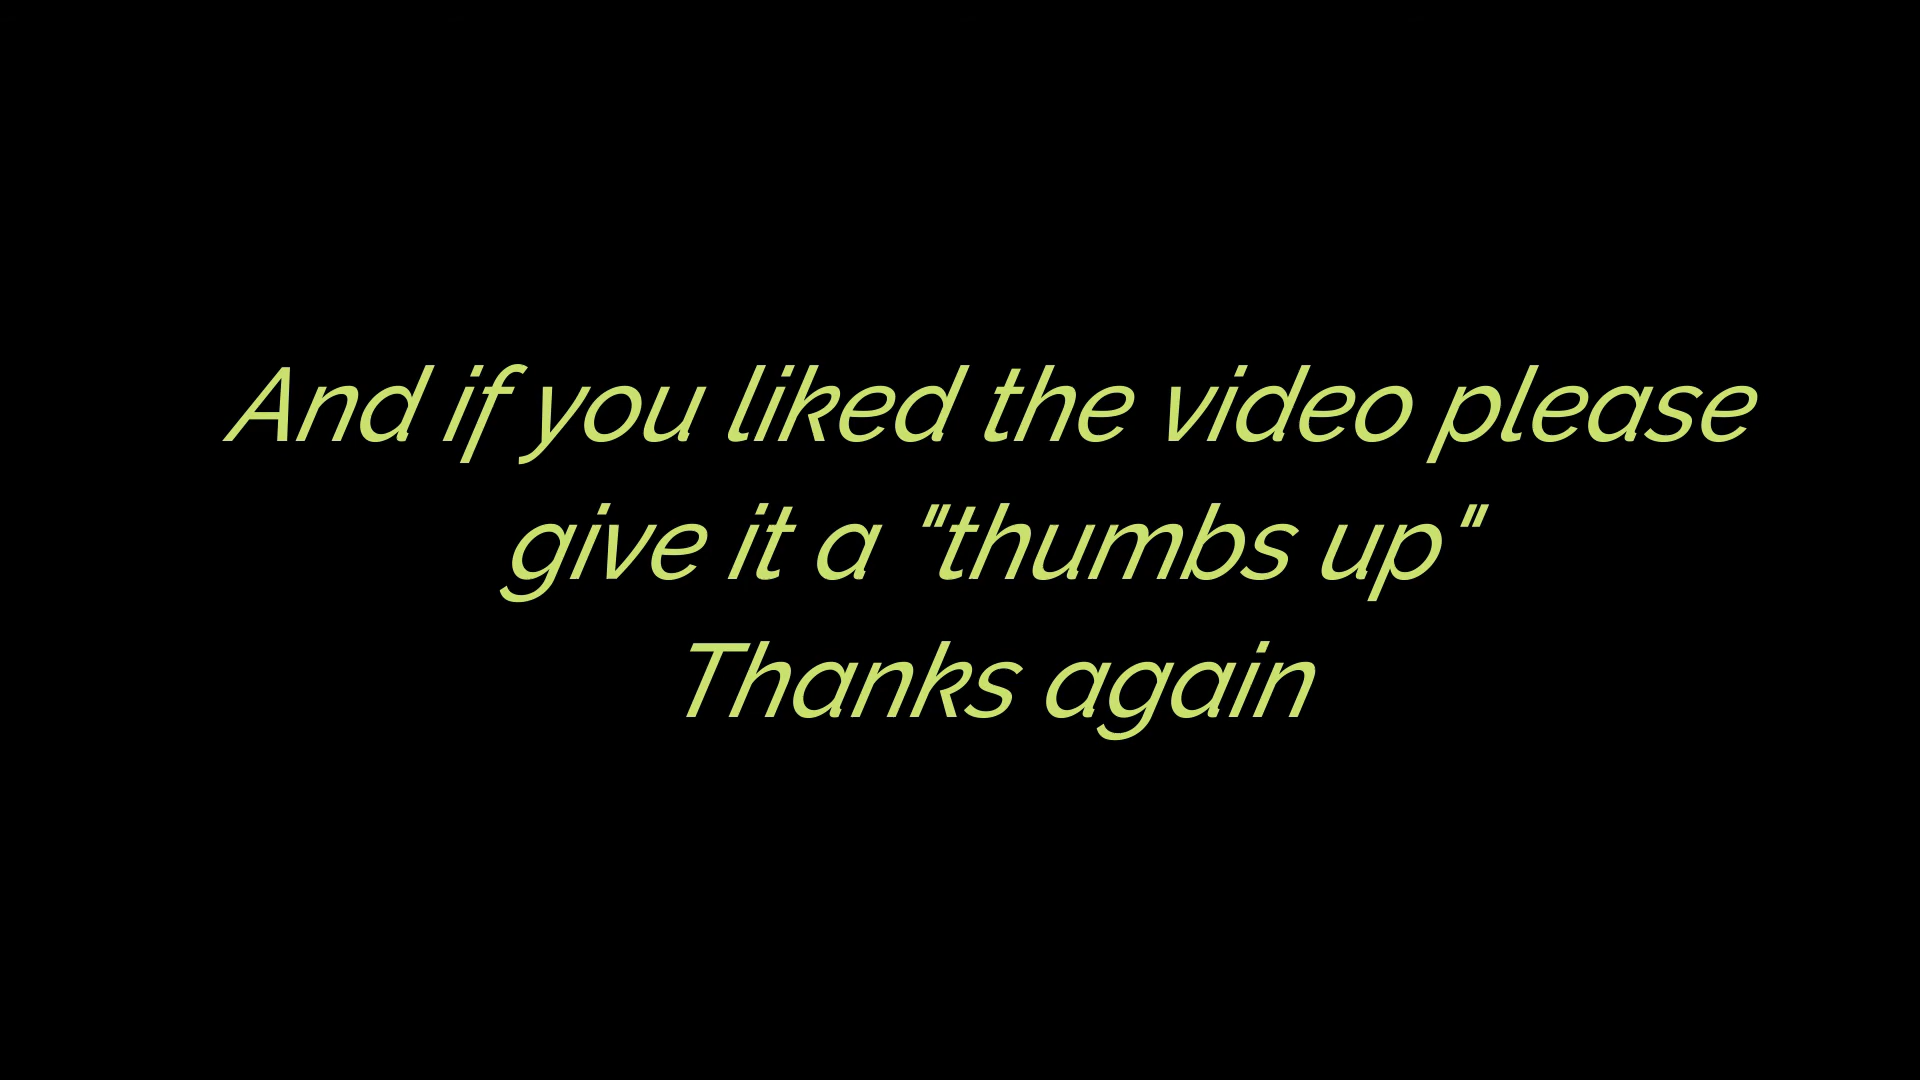 And if you liked the video please
give it a "thumbs up"
Thanks again